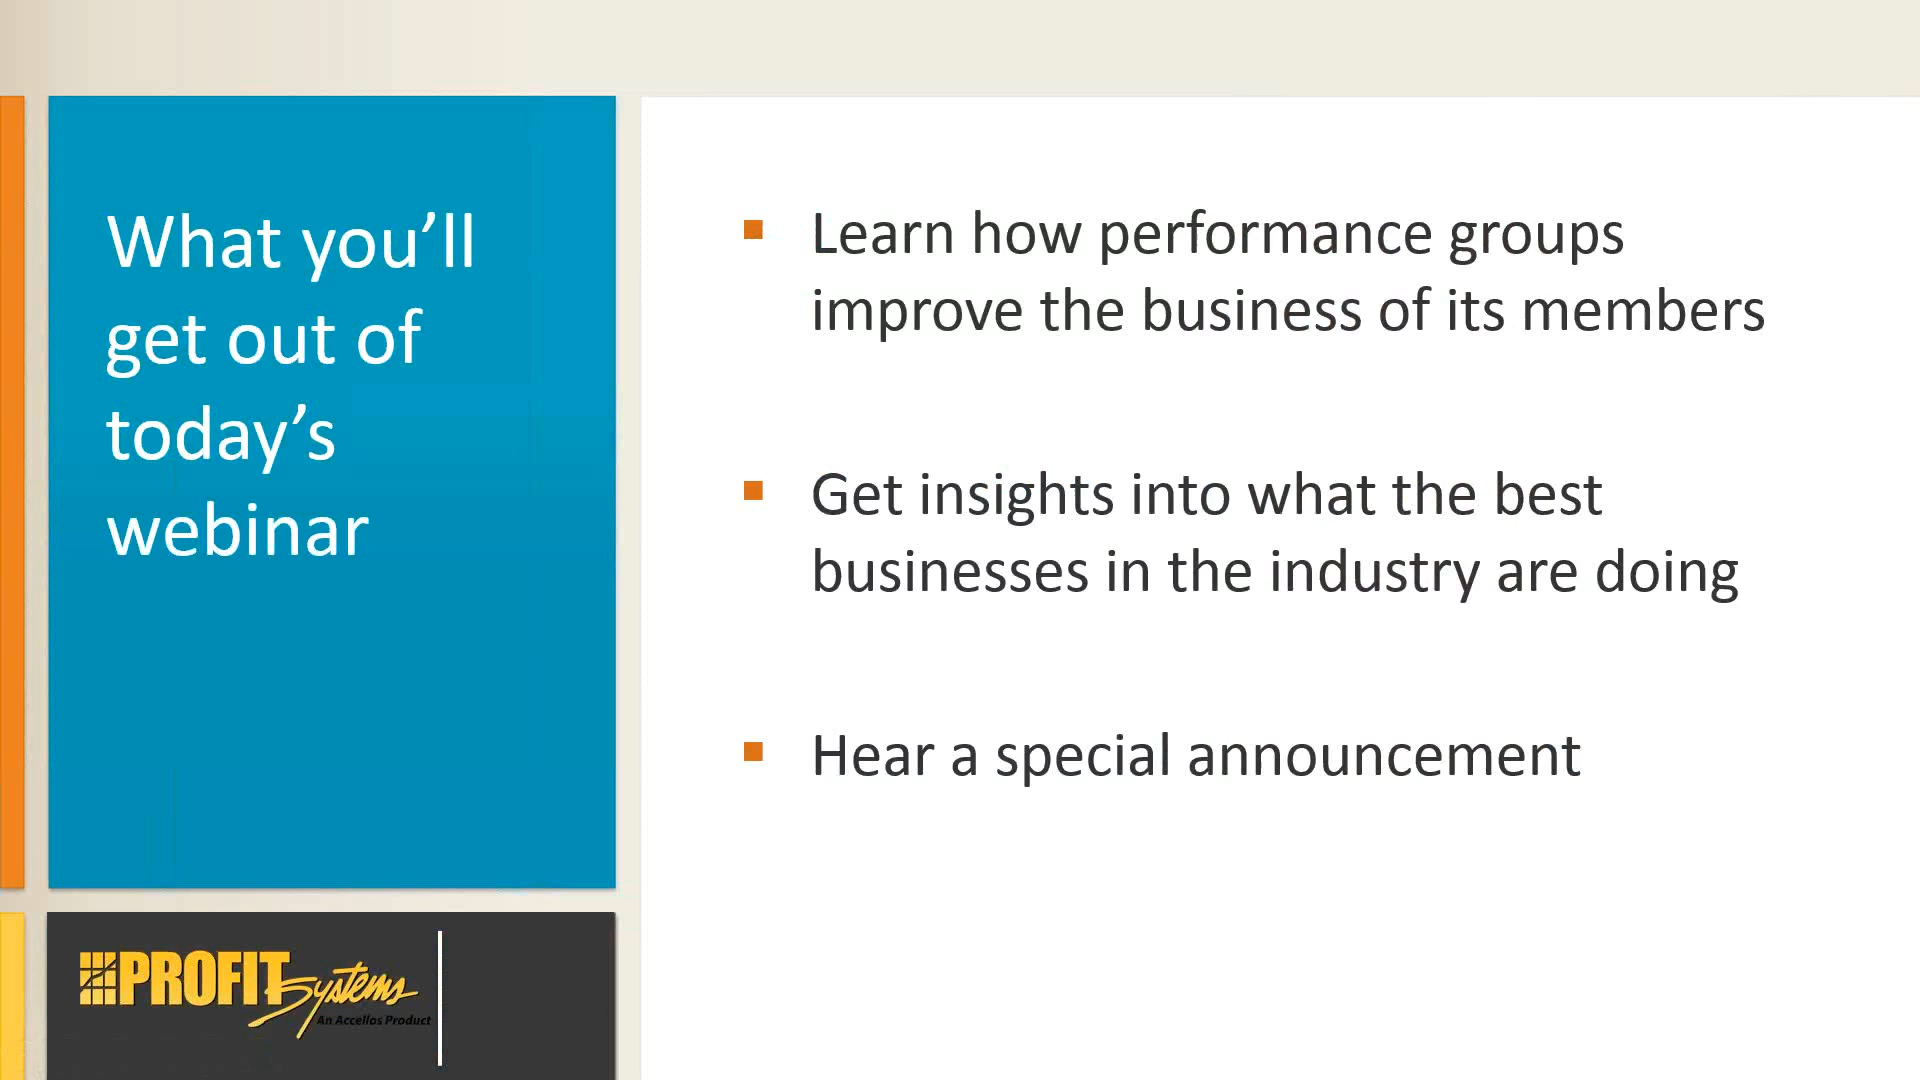 What you’ll
get out of
today’s
webinar
Learn how performance groups
improve the business of its members
Get insights into what the best
businesses in the industry are doing
Hear a special announcement
PROFIT Systems
An Accellos Product